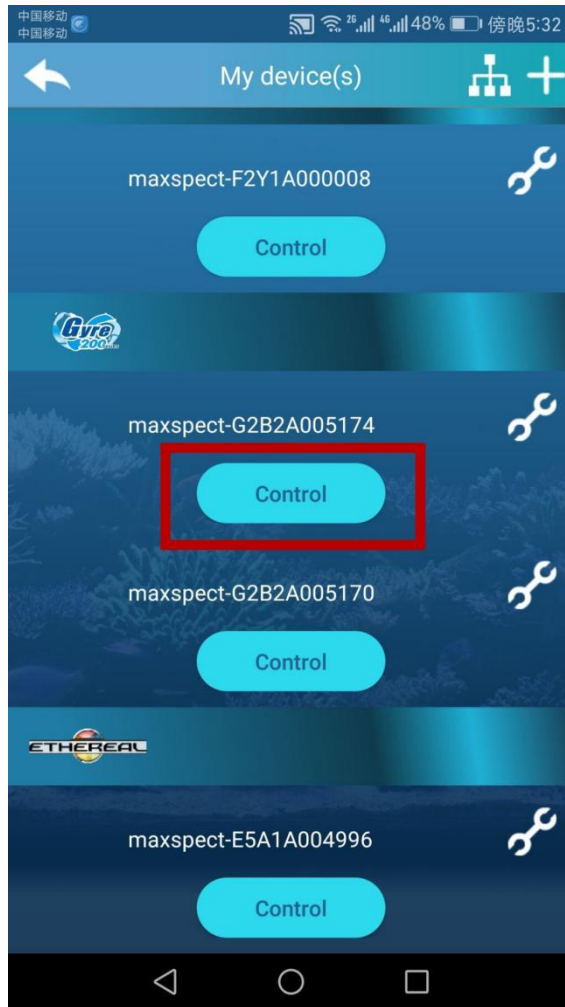 中国移动
中国移动
26 46 48% 傍晚5:32
My device(s)
maxspect-F2Y1A000008
Control
Gyre
200
maxspect-G2B2A005174
Control
maxspect-G2B2A005170
Control
ETHEREAL
maxspect-E5A1A004996
Control